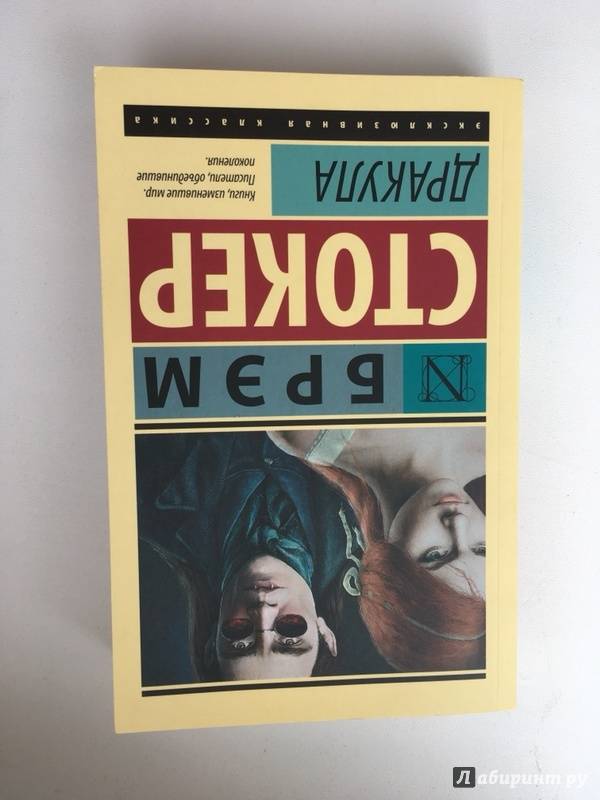 БРЭМ
СТОКЕР
ДРАКУЛА
Книги, изменившие мир.
Писатели, объединившие
поколения.
эксклюзивная классика
Лабиринт.ру